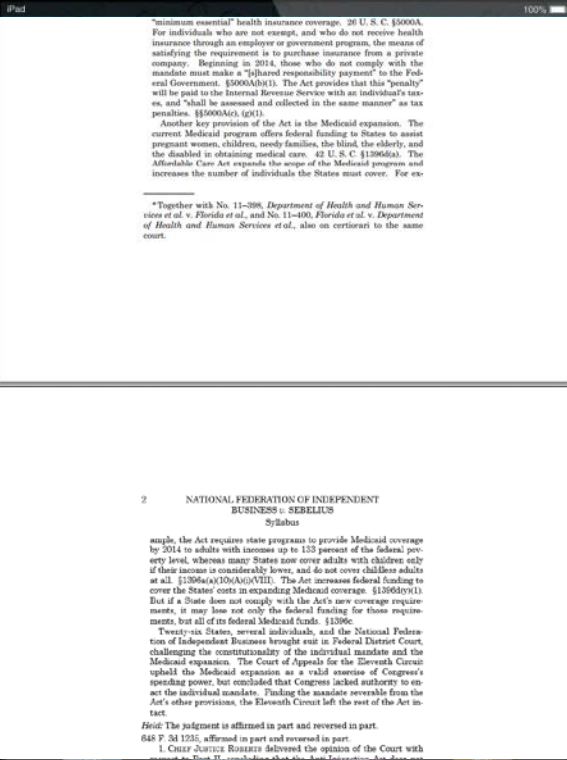 iPad
100%
"minimum essential" health insurance coverage. 26 U. S. C. §5000A.
For individuals who are not exempt, and who do not receive health
insurance through an employer or government program, the means of
satisfying the requirement is to purchase insurance from a private
company. Beginning in 2014, those who do not comply with the
mandate must make a "[s]hared responsibility payment" to the Fed-
eral Government. §5000A(b)(1). The Act provides that this "penalty"
will be paid to the Internal Revenue Service with an individual's tax-
es, and "shall be assessed and collected in the same manner" as tax
penalties. §§5000A(c), (g)(1).
Another key provision of the Act is the Medicaid expansion. The
current Medicaid program offers federal funding to States to assist
pregnant women, children, needy families, the blind, the elderly, and
the disabled in obtaining medical care. 42 U. S. C. §1396d(a). The
Affordable Care Act expands the scope of the Medicaid program and
increases the number of individuals the States must cover. For ex-
*Together with No. 11–398, Department of Health and Human Ser-
vices et al. v. Florida et al., and No. 11–400, Florida et al. v. Department
of Health and Human Services et al., also on certiorari to the same
court.
2 NATIONAL FEDERATION OF INDEPENDENT
BUSINESS v. SEBELIUS
Syllabus
ample, the Act requires state programs to provide Medicaid coverage
by 2014 to adults with incomes up to 133 percent of the federal pov-
erty level, whereas many States now cover adults with children only
if their income is considerably lower, and do not cover childless adults
at all. §1396a(a)(10)(A)(i)(VIII). The Act increases federal funding to
cover the States' costs in expanding Medicaid coverage. §1396d(y)(1).
But if a State does not comply with the Act's new coverage require-
ments, it may lose not only the federal funding for those require-
ments, but all of its federal Medicaid funds. §1396c.
Twenty-six States, several individuals, and the National Federa-
tion of Independent Business brought suit in Federal District Court,
challenging the constitutionality of the individual mandate and the
Medicaid expansion. The Court of Appeals for the Eleventh Circuit
upheld the Medicaid expansion as a valid exercise of Congress's
spending power, but concluded that Congress lacked authority to en-
act the individual mandate. Finding the mandate severable from the
Act's other provisions, the Eleventh Circuit left the rest of the Act in-
tact.
Held: The judgment is affirmed in part and reversed in part.
648 F. 3d 1235, affirmed in part and reversed in part.
1. CHIEF JUSTICE ROBERTS delivered the opinion of the Court with
respect to Part II, concluding that the Anti-Injunction Act does not